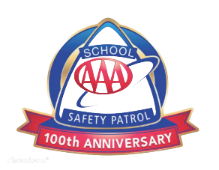 SCHOOL
AAA
SAFETY PATROL
100th ANNIVERSARY